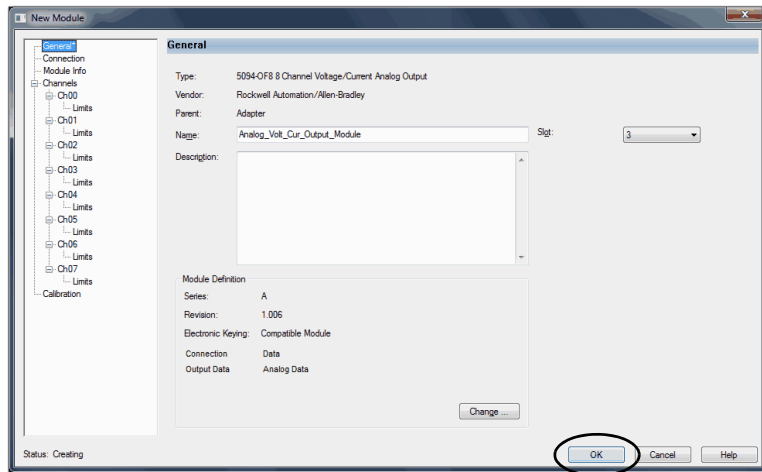 New Module
General*
Connection
Module Info
Channels
Ch00
Limits
Ch01
Limits
Ch02
Limits
Ch03
Limits
Ch04
Limits
Ch05
Limits
Ch06
Limits
Ch07
Limits
Calibration
General
Type: 5094-OF8 8 Channel Voltage/Current Analog Output
Vendor: Rockwell Automation/Allen-Bradley
Parent: Adapter
Name: Analog_Volt_Cur_Output_Module Slot: 3
Description:
Module Definition
Series: A
Revision: 1.006
Electronic Keying: Compatible Module
Connection Data
Output Data Analog Data
Change ...
Status: Creating
OK Cancel Help